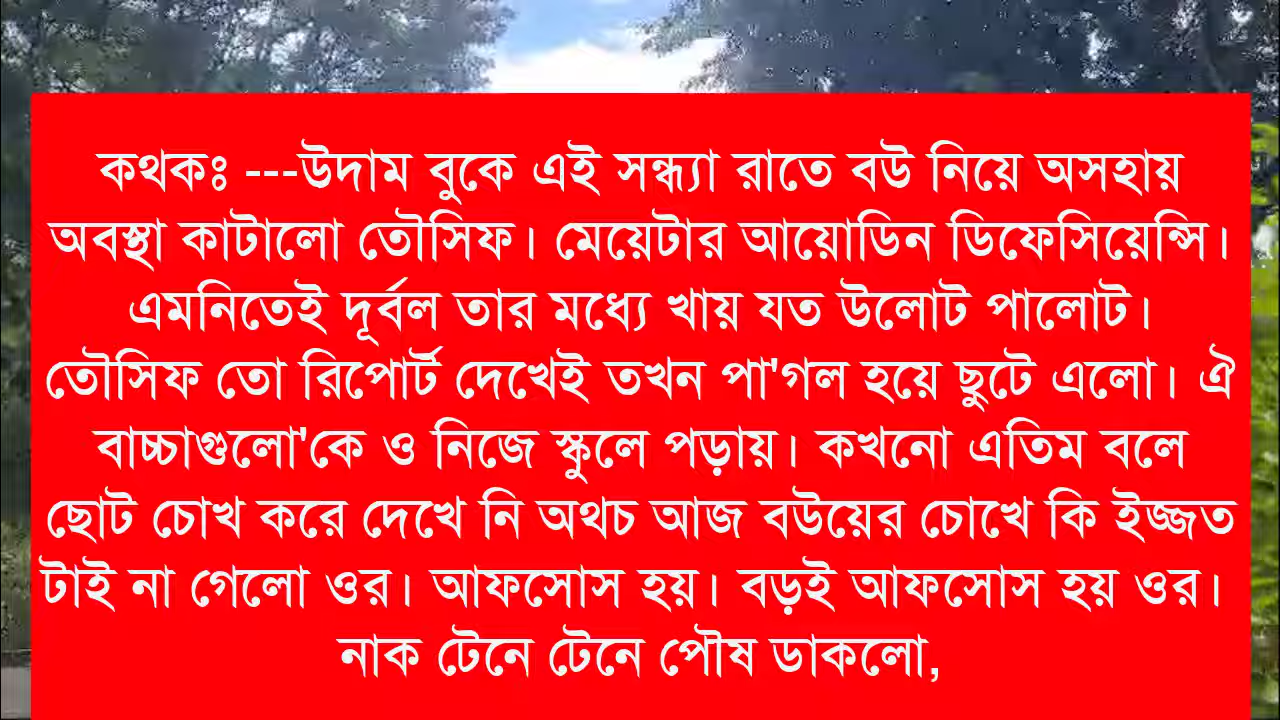 কথকঃ ---উদাম বুকে এই সন্ধ্যা রাতে বউ নিয়ে অসহায়
অবস্থা কাটালো তৌসিফ। মেয়েটার আয়োডিন ডিফেসিয়েন্সি।
এমনিতেই দূর্বল তার মধ্যে খায় যত উলোট পালোট।
তৌসিফ তো রিপোর্ট দেখেই তখন পা'গল হয়ে ছুটে এলো। ঐ
বাচ্চাগুলো'কে ও নিজে স্কুলে পড়ায়। কখনো এতিম বলে
ছোট চোখ করে দেখে নি অথচ আজ বউয়ের চোখে কি ইজ্জত
টাই না গেলো ওর। আফসোস হয়। বড়ই আফসোস হয় ওর।
নাক টেনে টেনে পৌষ ডাকলো,